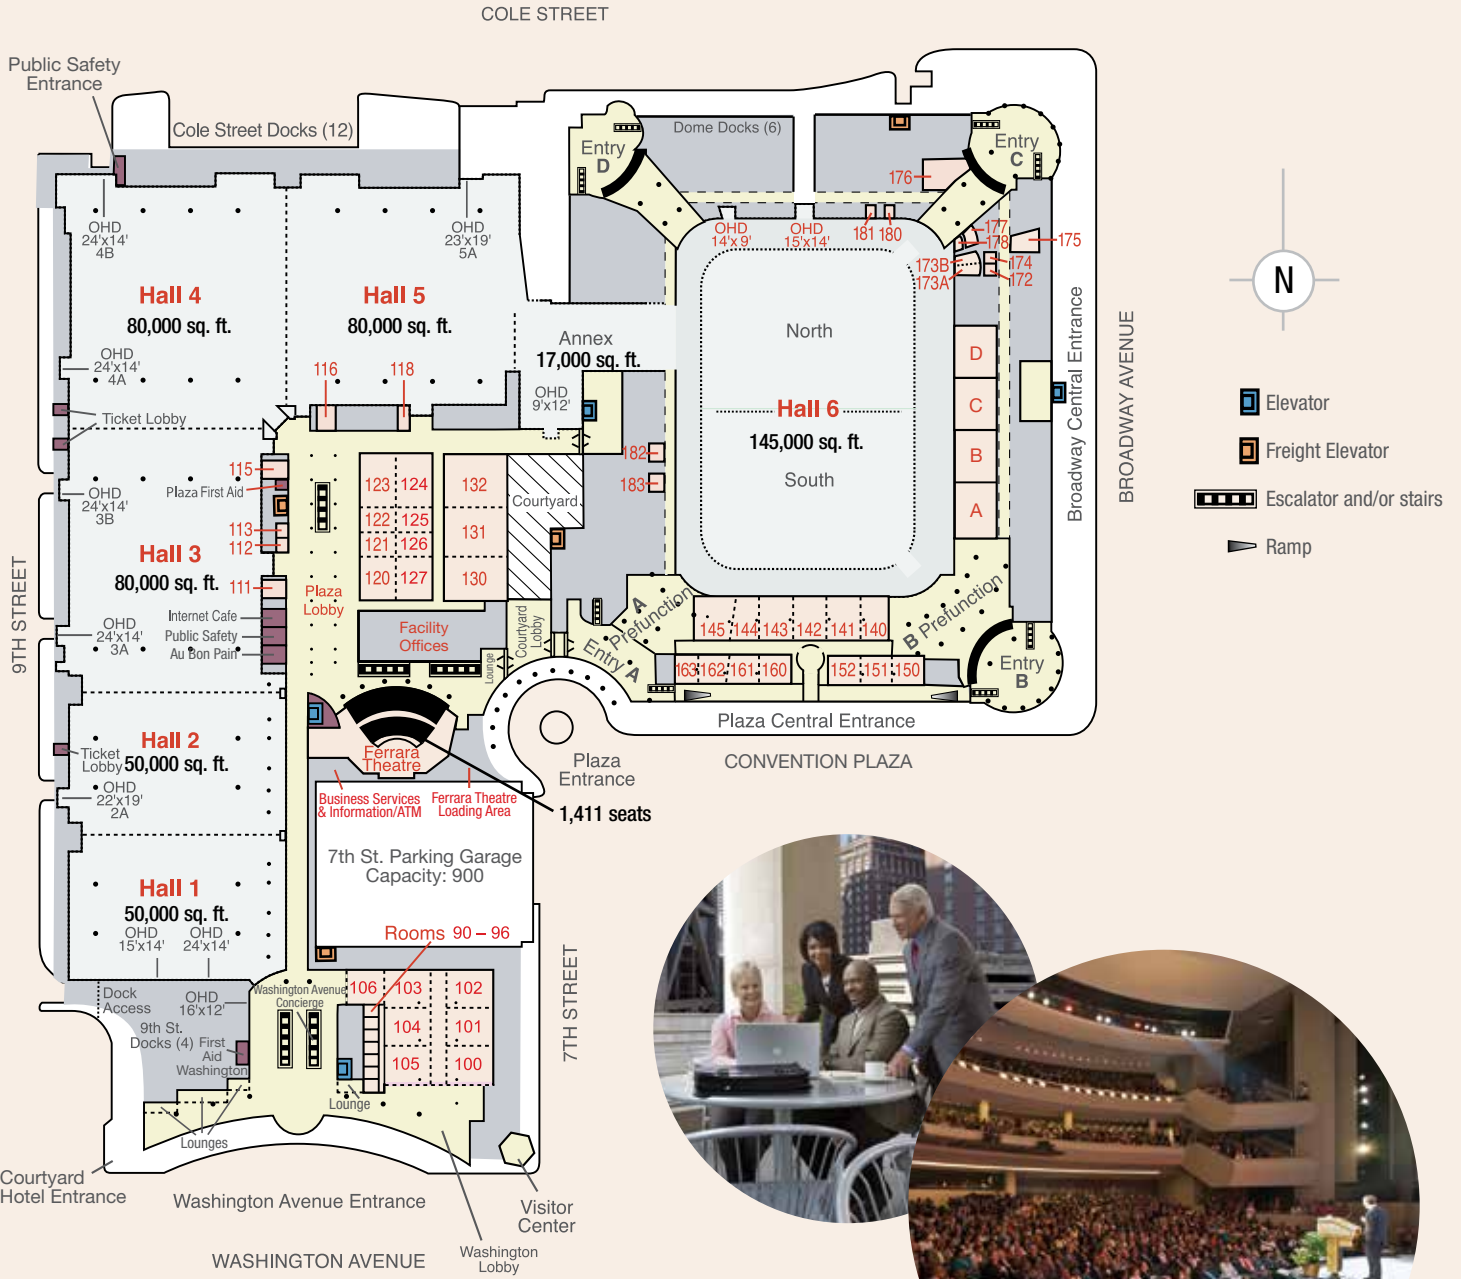 COLE STREET
Public Safety
Entrance
Cole Street Docks (12)
Dome Docks (6)
Entry
D
Entry
C
176
OHD
24'x14'
4B
OHD
23'x19'
5A
OHD
14'x 9'
OHD
15'x14'
181
180
177
178
175
173B
173A
174
172
Hall 4
80,000 sq. ft.
Hall 5
80,000 sq. ft.
Annex
17,000 sq. ft.
North
N
OHD
24'x14'
4A
116
118
OHD
9'x12'
D
C
B
A
Broadway Central Entrance
BROADWAY AVENUE
Elevator
Freight Elevator
Escalator and/or stairs
Ramp
Ticket Lobby
Hall 6
145,000 sq. ft.
South
182
183
115
Plaza First Aid
OHD
24'x14'
3B
113
112
123
124
132
122
125
131
121
126
120
127
130
Courtyard
Hall 3
80,000 sq. ft.
111
Plaza
Lobby
Internet Cafe
Public Safety
Au Bon Pain
9TH STREET
OHD
24'x14'
3A
Facility
Offices
Lounge
Courtyard
Lobby
A
Prefunction
Entry A
145
144
143
142
141
140
163
162
161
160
152
151
150
B Prefunction
Entry
B
Plaza Central Entrance
CONVENTION PLAZA
Hall 2
50,000 sq. ft.
Ticket
Lobby
OHD
22'x19'
2A
Ferrara
Theatre
Plaza
Entrance
Business Services
& Information/ATM
Ferrara Theatre
Loading Area
1,411 seats
7th St. Parking Garage
Capacity: 900
Hall 1
50,000 sq. ft.
OHD
15'x14'
OHD
24'x14'
Rooms 90 – 96
7TH STREET
Dock
Access
OHD
16'x12'
Washington Avenue
Concierge
106
103
102
104
101
105
100
9th St.
Docks (4)
First
Aid
Washington
Lounge
Lounges
Courtyard
Hotel Entrance
Washington Avenue Entrance
Visitor
Center
Washington
Lobby
WASHINGTON AVENUE